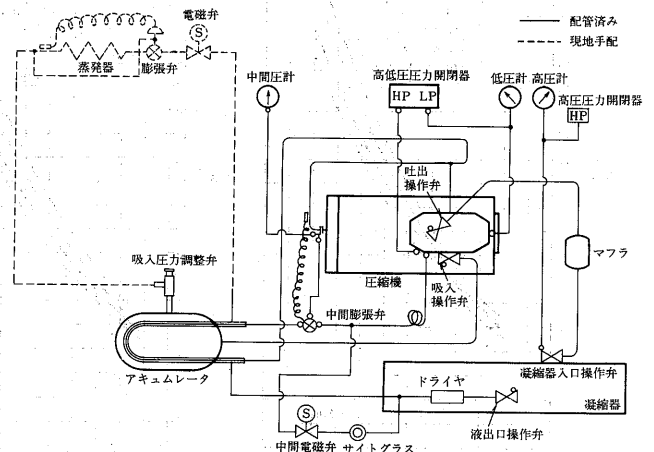 電磁弁
S
蒸発器
膨張弁
配管済み
現地手配
中間圧計
高低圧圧力開閉器
HP LP
低圧計
高圧計
高圧圧力開閉器
HP
吐出
操作弁
マフラ
圧縮機
吸入
操作弁
吸入圧力調整弁
中間膨張弁
アキュムレータ
凝縮器入口操作弁
ドライヤ
凝縮器
液出口操作弁
S
中間電磁弁
サイトグラス